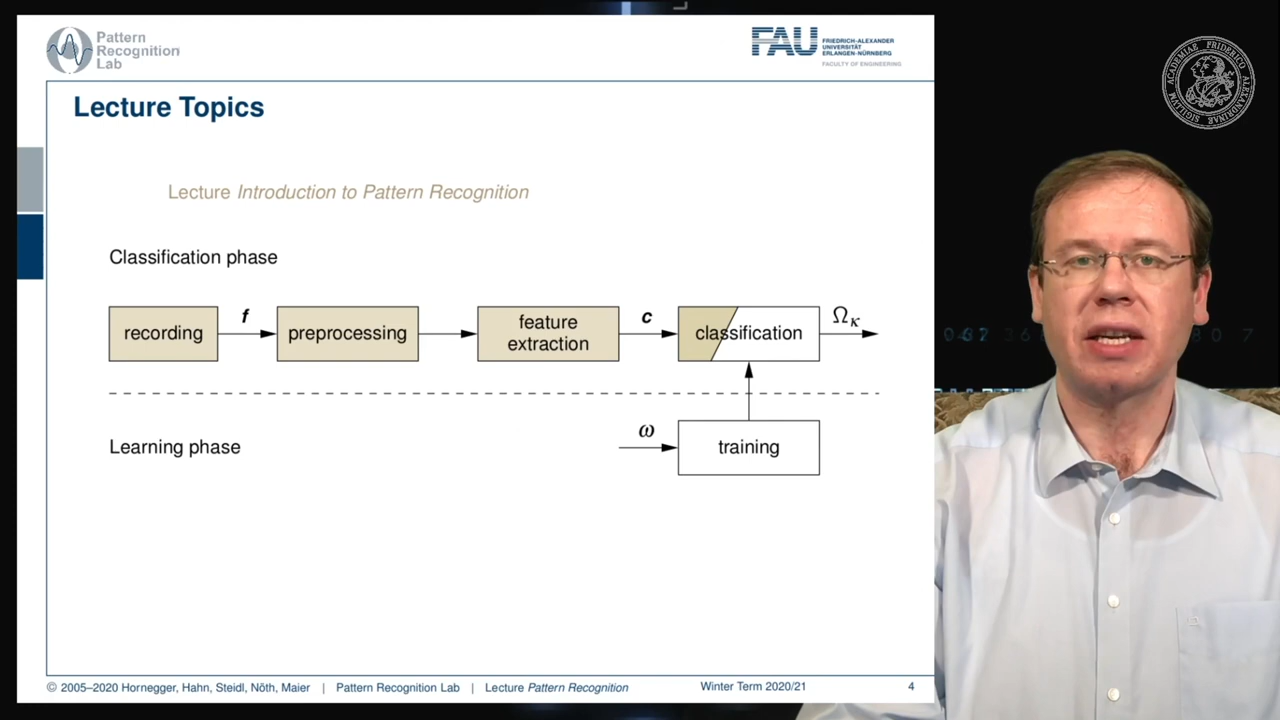 Pattern
Recognition
Lab
FAU
FRIEDRICH-ALEXANDER
UNIVERSITÄT
ERLANGEN-NÜRNBERG
FACULTY OF ENGINEERING
Lecture Topics
Lecture Introduction to Pattern Recognition
Classification phase
recording
f
preprocessing
feature
extraction
c
classification
Ωκ
Learning phase
ω
training
© 2005–2020 Hornegger, Hahn, Steidl, Nöth, Maier | Pattern Recognition Lab | Lecture Pattern Recognition
Winter Term 2020/21
4